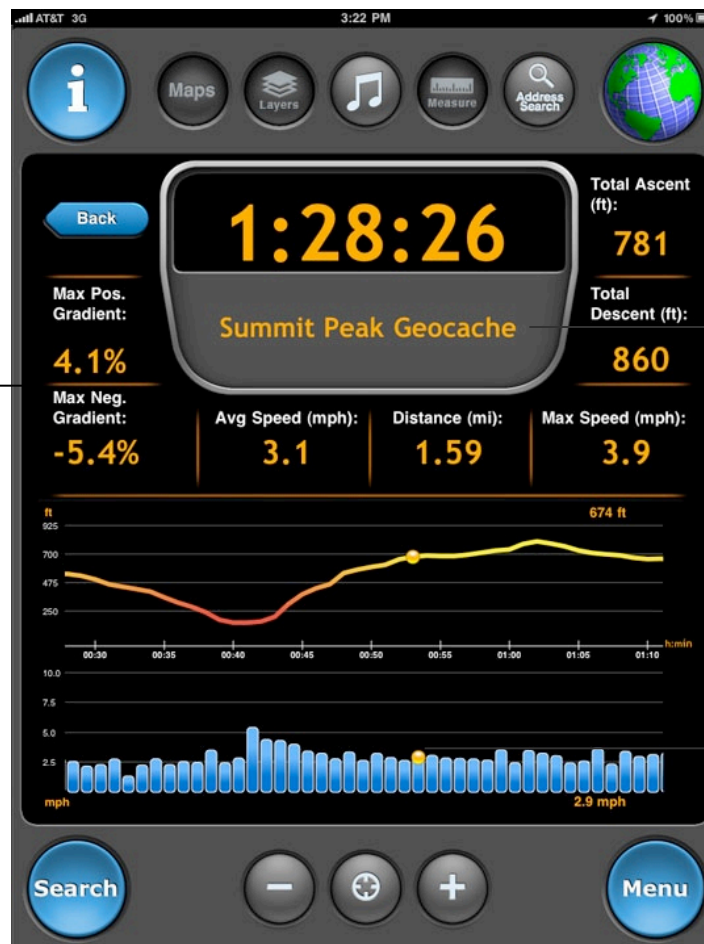 AT&T 3G 3:22 PM 100%
i Maps Layers Measure Address
Search
Back
1:28:26
Summit Peak Geocache
Total Ascent
(ft):
781
Max Pos.
Gradient:
4.1%
Total
Descent (ft):
860
Max Neg.
Gradient:
-5.4%
Avg Speed (mph):
3.1
Distance (mi):
1.59
Max Speed (mph):
3.9
ft 674 ft
925
700
475
250
h:min
00:30 00:35 00:40 00:45 00:50 00:55 01:00 01:05 01:10
10.0
7.5
5.0
2.5
mph 2.9 mph
Search - + Menu